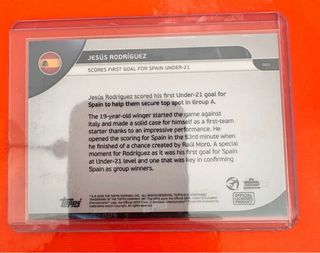 JESÚS RODRÍGUEZ
SCORES FIRST GOAL FOR SPAIN UNDER-21
Jesús Rodríguez scored his first Under-21 goal for
Spain to help them secure top spot in Group A.
The 19-year-old winger started the game against
Italy and made a solid case for himself as a first-team
starter thanks to an impressive performance. He
opened the scoring for Spain in the 53rd minute when
he finished of a chance created by Raúl Moro. A special
moment for Rodríguez as it was his first goal for Spain
at Under-21 level and one that was key in confirming
Spain as group winners.
Topps
OFFICIAL
LICENSED
PRODUCT